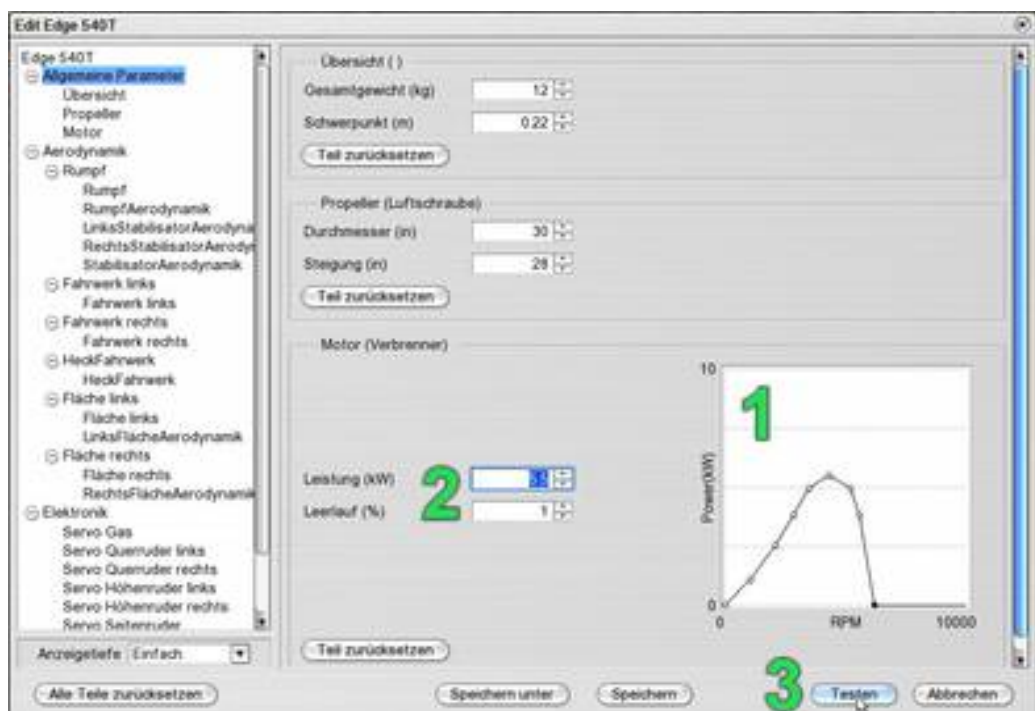 Edit Edge 540T
Edge 540T
Allgemeine Parameter
Übersicht
Propeller
Motor
Aerodynamik
Rumpf
Rumpf
RumpfAerodynamik
LinksStabilisatorAerodyna
RechtsStabilisatorAerodyn
StabilisatorAerodynamik
Fahrwerk links
Fahrwerk links
Fahrwerk rechts
Fahrwerk rechts
HeckFahrwerk
HeckFahrwerk
Fläche links
Fläche links
LinksFlächeAerodynamik
Fläche rechts
Fläche rechts
RechtsFlächeAerodynamik
Elektronik
Servo Gas
Servo Querruder links
Servo Querruder rechts
Servo Höhenruder links
Servo Höhenruder rechts
Servo Seitenruder
Anzeigetiefe Einfach
Übersicht ( )
Gesamtgewicht (kg) 12
Schwerpunkt (m) 0.22
Teil zurücksetzen
Propeller (Luftschraube)
Durchmesser (in) 30
Steigung (in) 28
Teil zurücksetzen
Motor (Verbrenner)
Leistung (kW) 2
Leerlauf (%) 1
Teil zurücksetzen
10
1
Power(kW)
0
0 RPM 10000
Alle Teile zurücksetzen Speichern unter Speichern 3 Testen Abbrechen